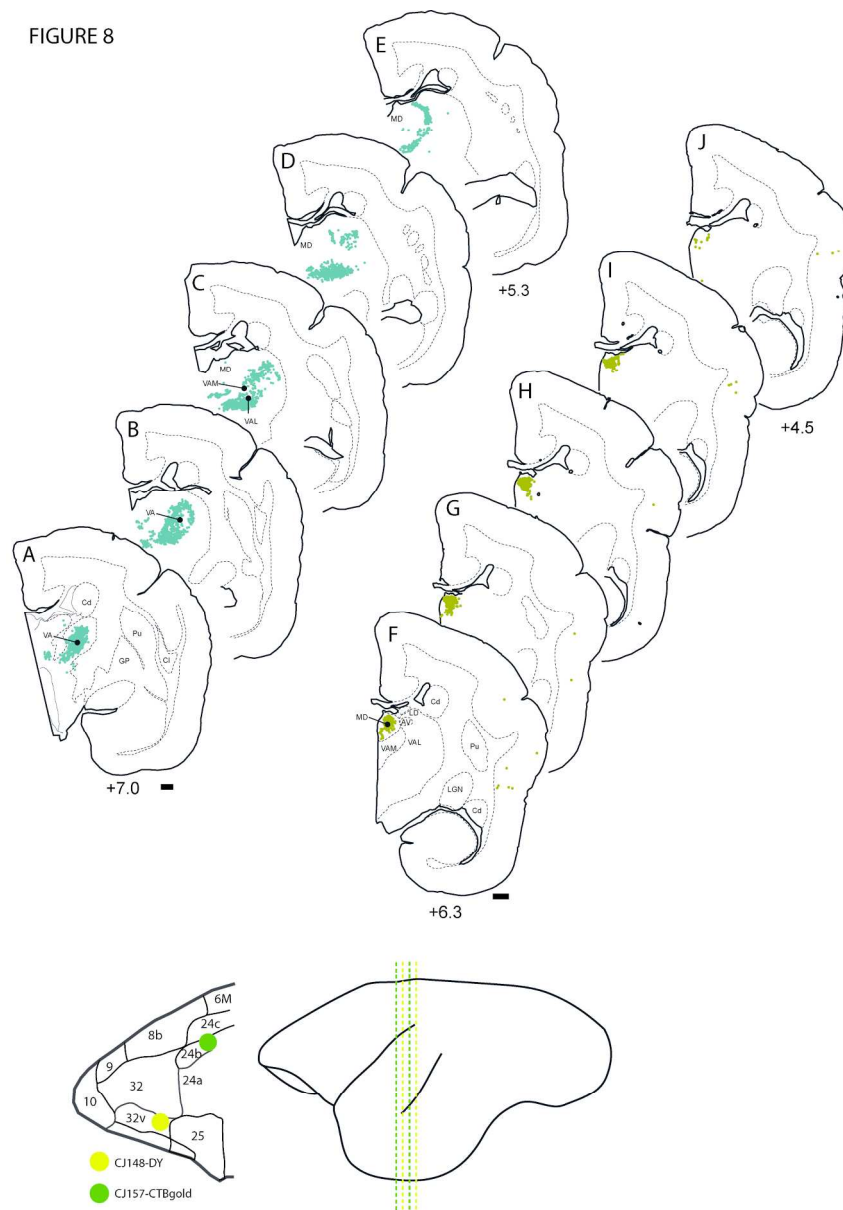 FIGURE 8
E
MD
+5.3
D
MD
C
MD
VAM
VAL
B
VA
A
Cd
VA
Pu
GP
Cl
+7.0
J
+4.5
I
H
G
F
Cd
LD
MD
AV
VAM
VAL
Pu
LGN
Cd
+6.3
6M
24c
8b
24b
9
24a
32
10
32v
25
CJ148-DY
CJ157-CTBgold